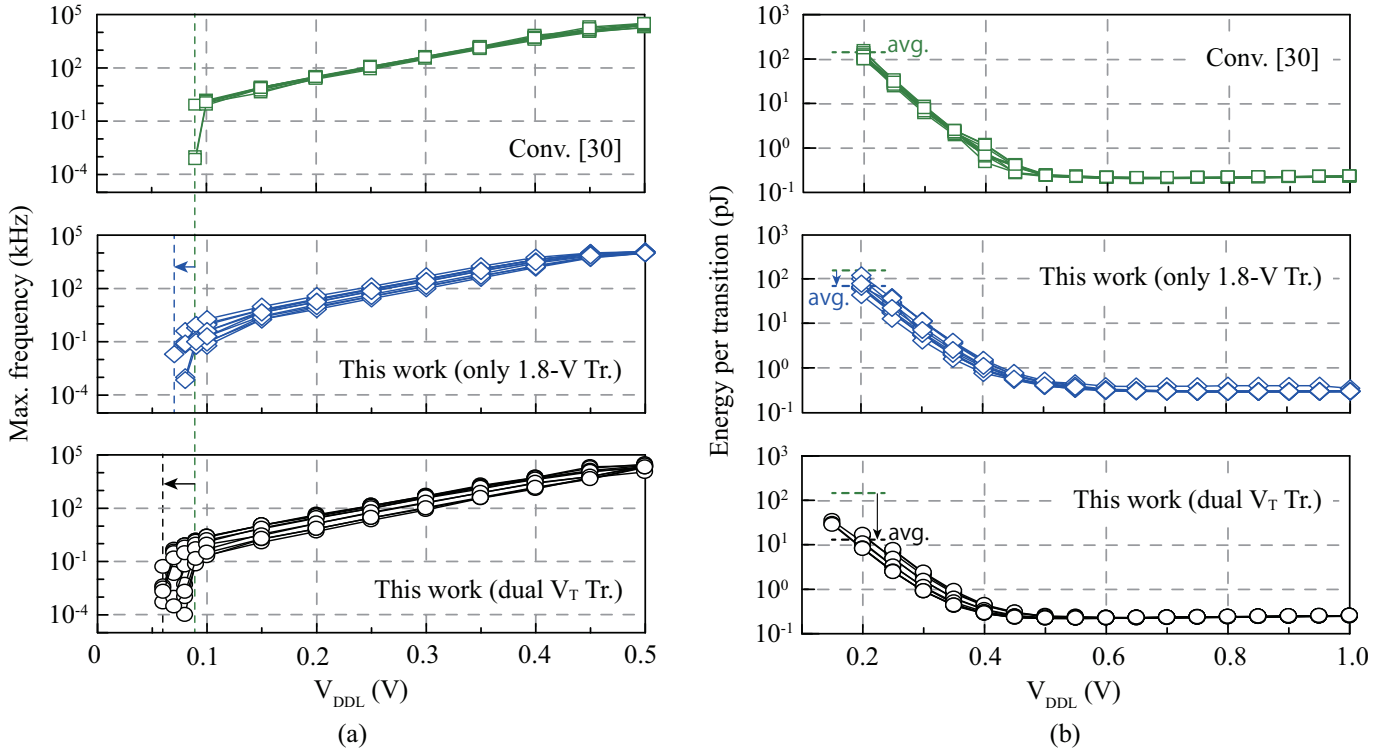 Max. frequency (kHz)
10^5
10^2
10^-1
10^-4
Conv. [30]
10^5
10^2
10^-1
10^-4
This work (only 1.8-V Tr.)
10^5
10^2
10^-1
10^-4
This work (dual V_T Tr.)
0 0.1 0.2 0.3 0.4 0.5
V_DDL (V)
(a)
Energy per transition (pJ)
10^3
10^2
10^1
10^0
10^-1
avg.
Conv. [30]
10^3
10^2
10^1
10^0
10^-1
avg.
This work (only 1.8-V Tr.)
10^3
10^2
10^1
10^0
10^-1
avg.
This work (dual V_T Tr.)
0.2 0.4 0.6 0.8 1.0
V_DDL (V)
(b)